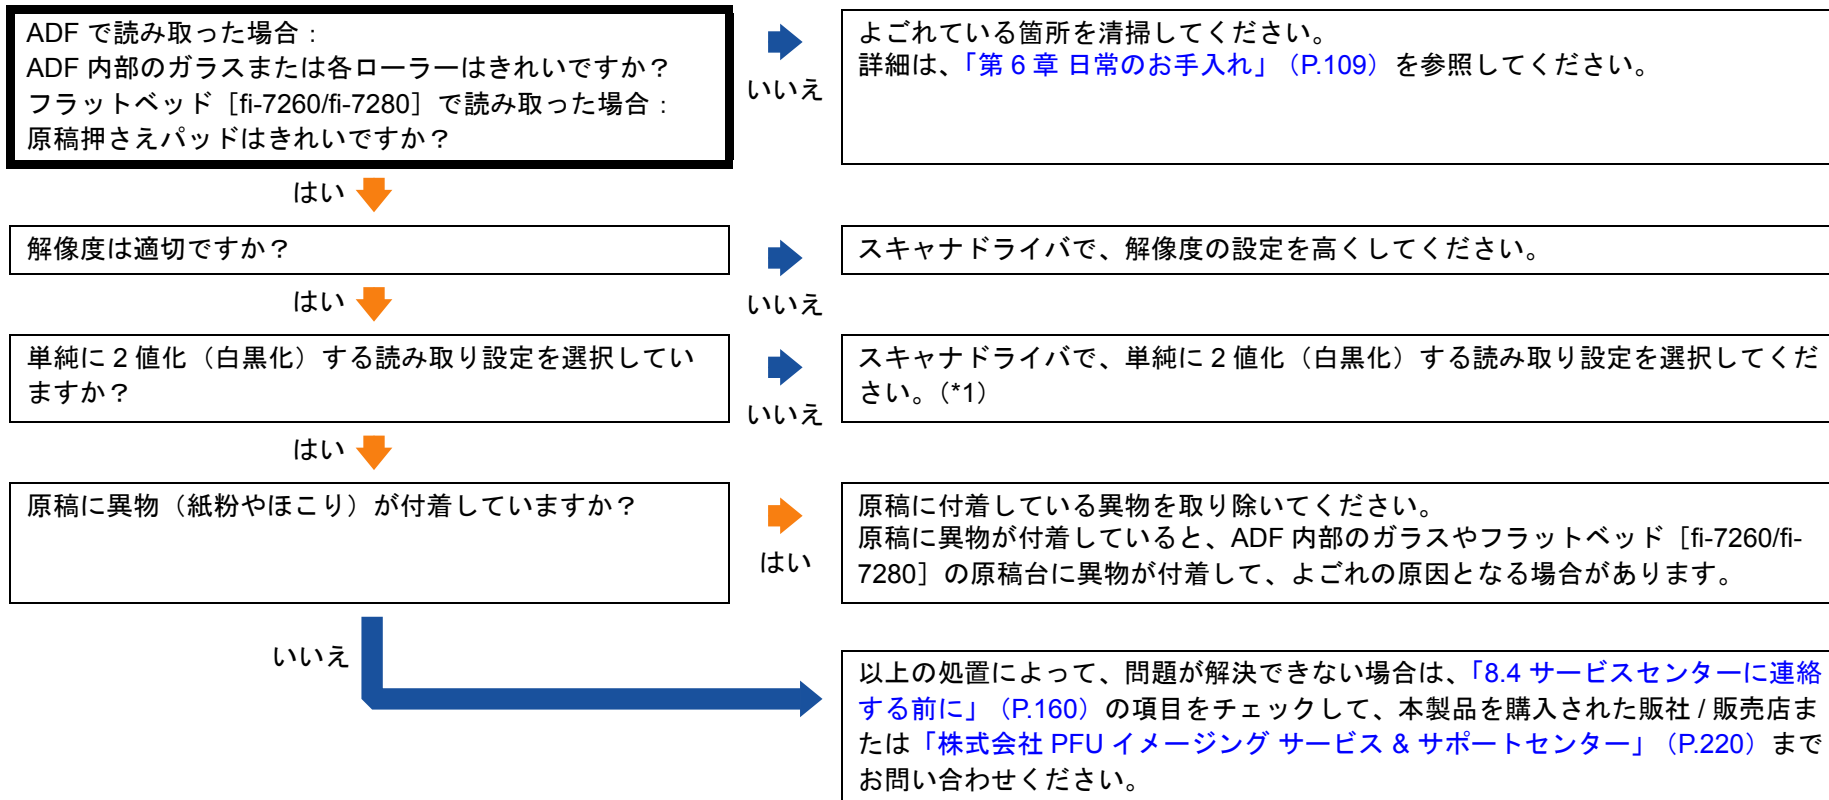 ADF で読み取った場合：
ADF 内部のガラスまたは各ローラーはきれいですか？
フラットベッド［fi-7260/fi-7280］で読み取った場合：
原稿押さえパッドはきれいですか？
いいえ
よごれている箇所を清掃してください。
詳細は、「第 6 章 日常のお手入れ」（P.109）を参照してください。
はい
解像度は適切ですか？
いいえ
スキャナドライバで、解像度の設定を高くしてください。
はい
単純に 2 値化（白黒化）する読み取り設定を選択してい
ますか？
いいえ
スキャナドライバで、単純に 2 値化（白黒化）する読み取り設定を選択してくだ
さい。(*1)
はい
原稿に異物（紙粉やほこり）が付着していますか？
はい
原稿に付着している異物を取り除いてください。
原稿に異物が付着していると、ADF 内部のガラスやフラットベッド［fi-7260/fi-
7280］の原稿台に異物が付着して、よごれの原因となる場合があります。
いいえ
以上の処置によって、問題が解決できない場合は、「8.4 サービスセンターに連絡
する前に」（P.160）の項目をチェックして、本製品を購入された販社 / 販売店ま
たは「株式会社 PFU イメージング サービス & サポートセンター」（P.220）まで
お問い合わせください。